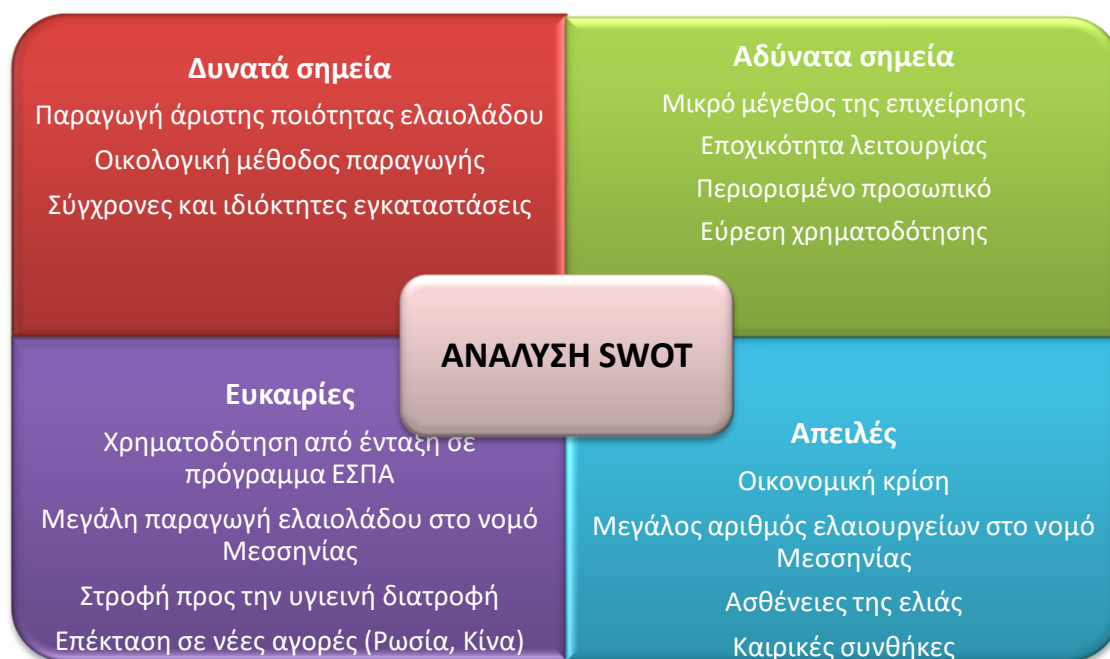 Δυνατά σημεία
Παραγωγή άριστης ποιότητας ελαιολάδου
Οικολογική μέθοδος παραγωγής
Σύγχρονες και ιδιόκτητες εγκαταστάσεις
Αδύνατα σημεία
Μικρό μέγεθος της επιχείρησης
Εποχικότητα λειτουργίας
Περιορισμένο προσωπικό
Εύρεση χρηματοδότησης
ΑΝΑΛΥΣΗ SWOT
Ευκαιρίες
Χρηματοδότηση από ένταξη σε
πρόγραμμα ΕΣΠΑ
Μεγάλη παραγωγή ελαιολάδου στο νομό
Μεσσηνίας
Στροφή προς την υγιεινή διατροφή
Επέκταση σε νέες αγορές (Ρωσία, Κίνα)
Απειλές
Οικονομική κρίση
Μεγάλος αριθμός ελαιουργείων στο νομό
Μεσσηνίας
Ασθένειες της ελιάς
Καιρικές συνθήκες